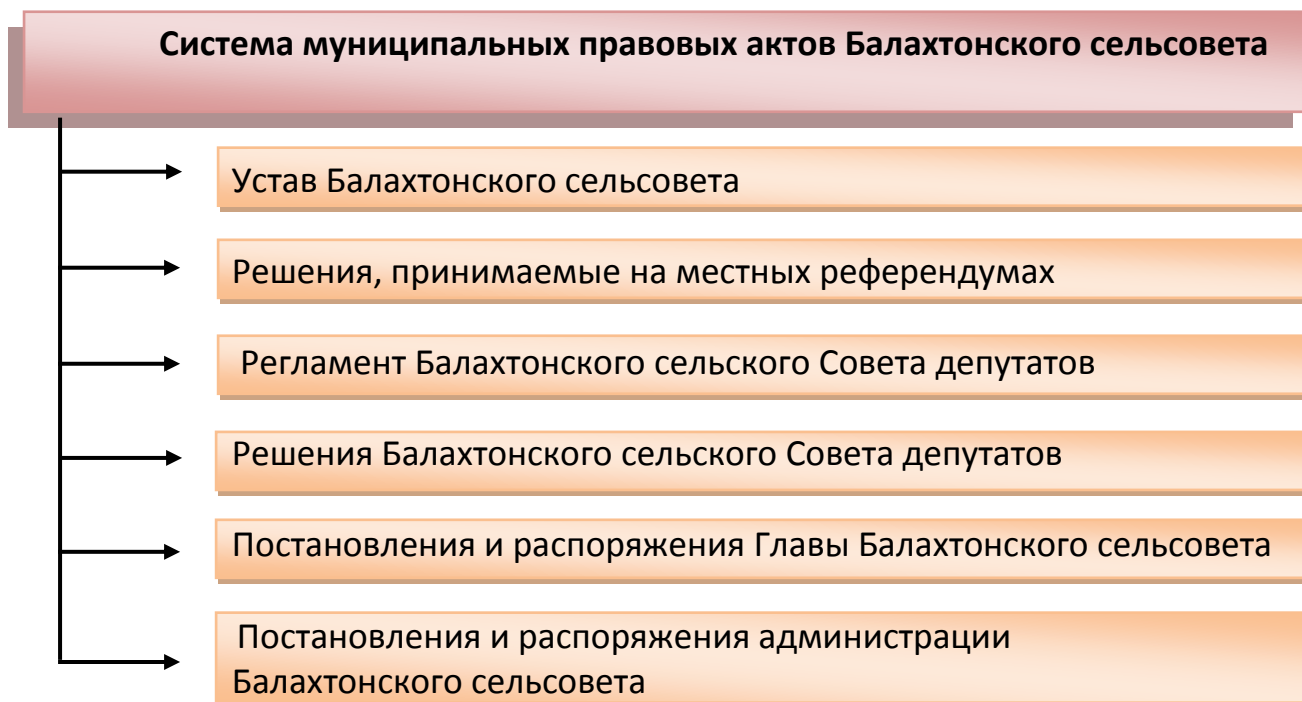 Система муниципальных правовых актов Балахтонского сельсовета
Устав Балахтонского сельсовета
Решения, принимаемые на местных референдумах
Регламент Балахтонского сельского Совета депутатов
Решения Балахтонского сельского Совета депутатов
Постановления и распоряжения Главы Балахтонского сельсовета
Постановления и распоряжения администрации
Балахтонского сельсовета